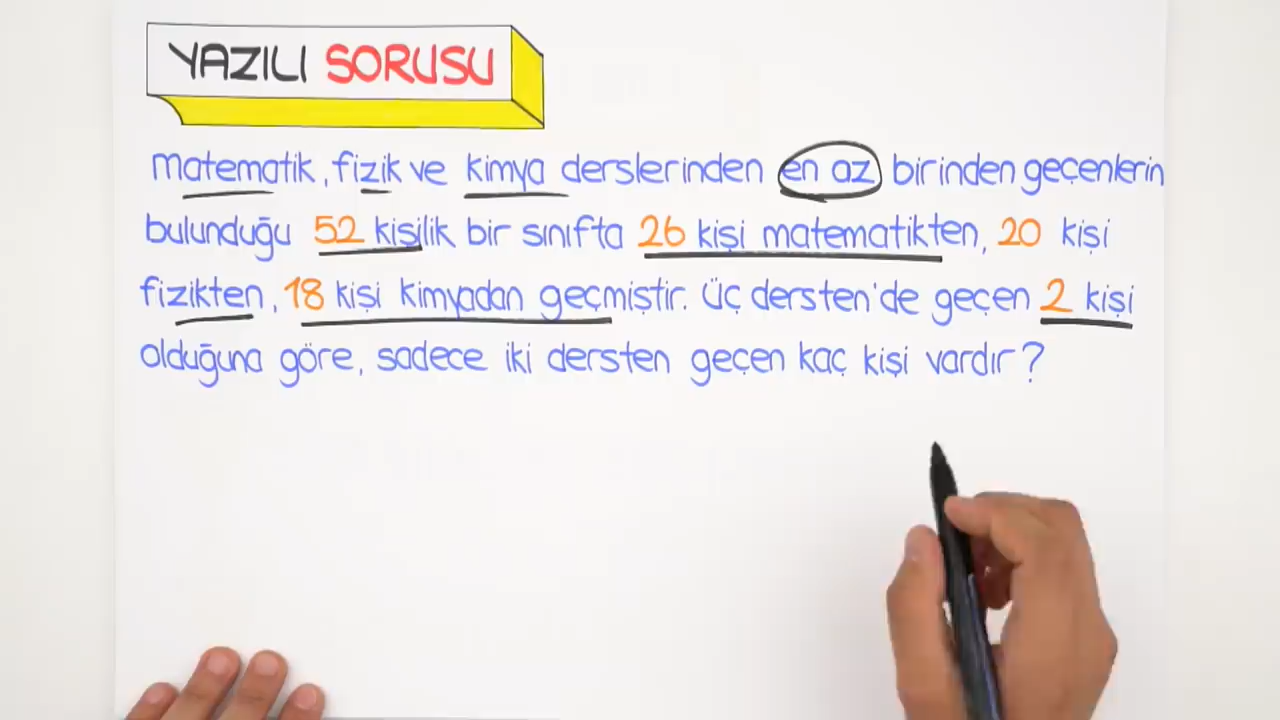 YAZILI SORUSU
Matematik, fizik ve kimya derslerinden en az birinden geçenlerin
bulunduğu 52 kişilik bir sınıfta 26 kişi matematikten, 20 kişi
fizikten, 18 kişi kimyadan geçmiştir. Üç dersten'de geçen 2 kişi
olduğuna göre, sadece iki dersten geçen kaç kişi vardır?